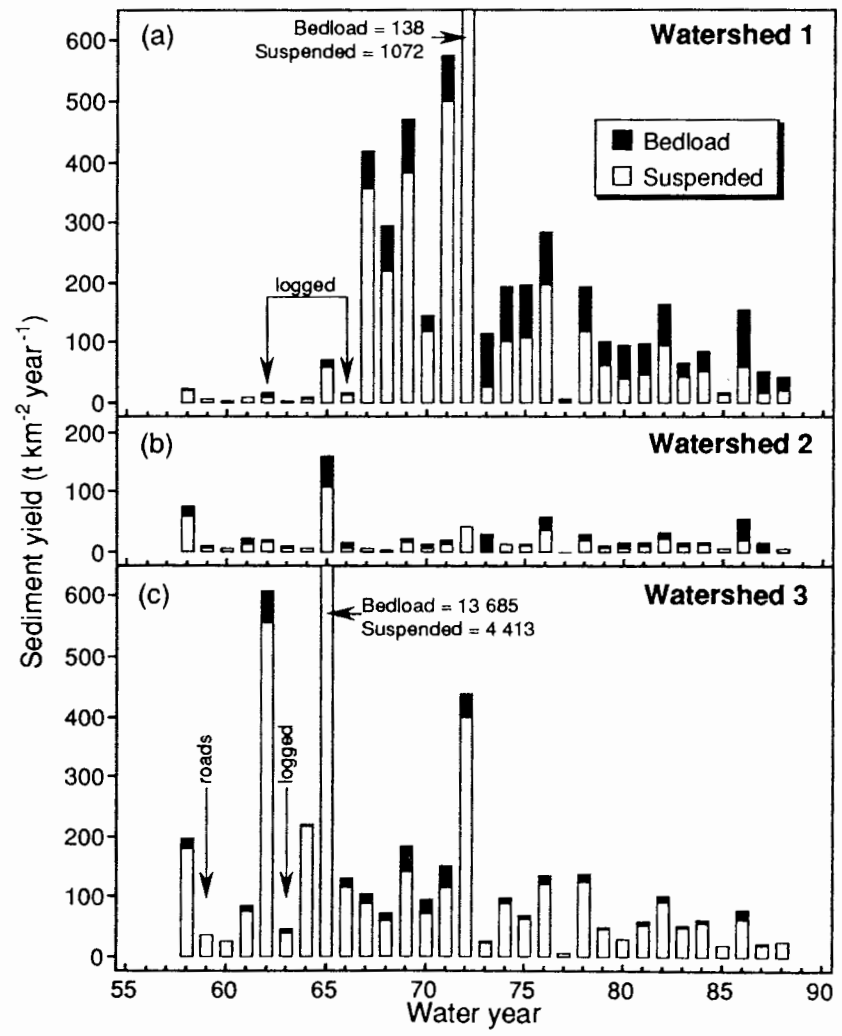 (a)
Bedload = 138
Suspended = 1072
Watershed 1
600
500
400
300
200
100
0
Bedload
Suspended
logged
(b)
Watershed 2
200
100
0
(c)
Watershed 3
600
500
400
300
200
100
0
Bedload = 13 685
Suspended = 4 413
roads
logged
Sediment yield (t km⁻² year⁻¹)
55 60 65 70 75 80 85 90
Water year